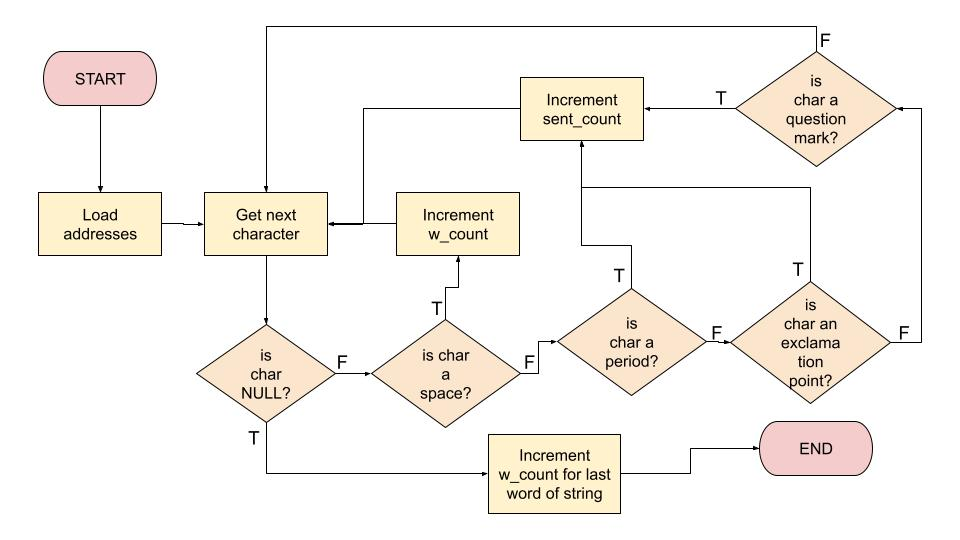 F
START
is
char a
question
mark?
T
Increment
sent_count
Load
addresses
Get next
character
Increment
w_count
T
T
T
is
char
NULL?
F
is char
a
space?
F
is
char a
period?
F
is
char an
exclama
tion
point?
F
T
Increment
w_count for last
word of string
END